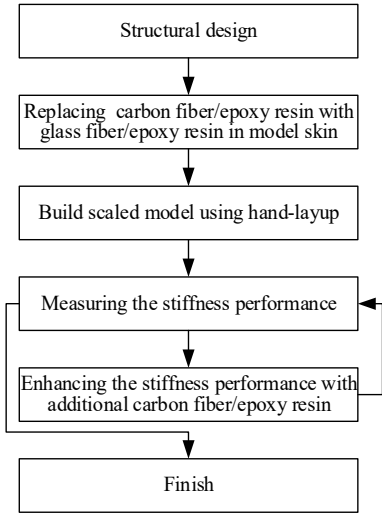 Structural design
Replacing carbon fiber/epoxy resin with
glass fiber/epoxy resin in model skin
Build scaled model using hand-layup
Measuring the stiffness performance
Enhancing the stiffness performance with
additional carbon fiber/epoxy resin
Finish